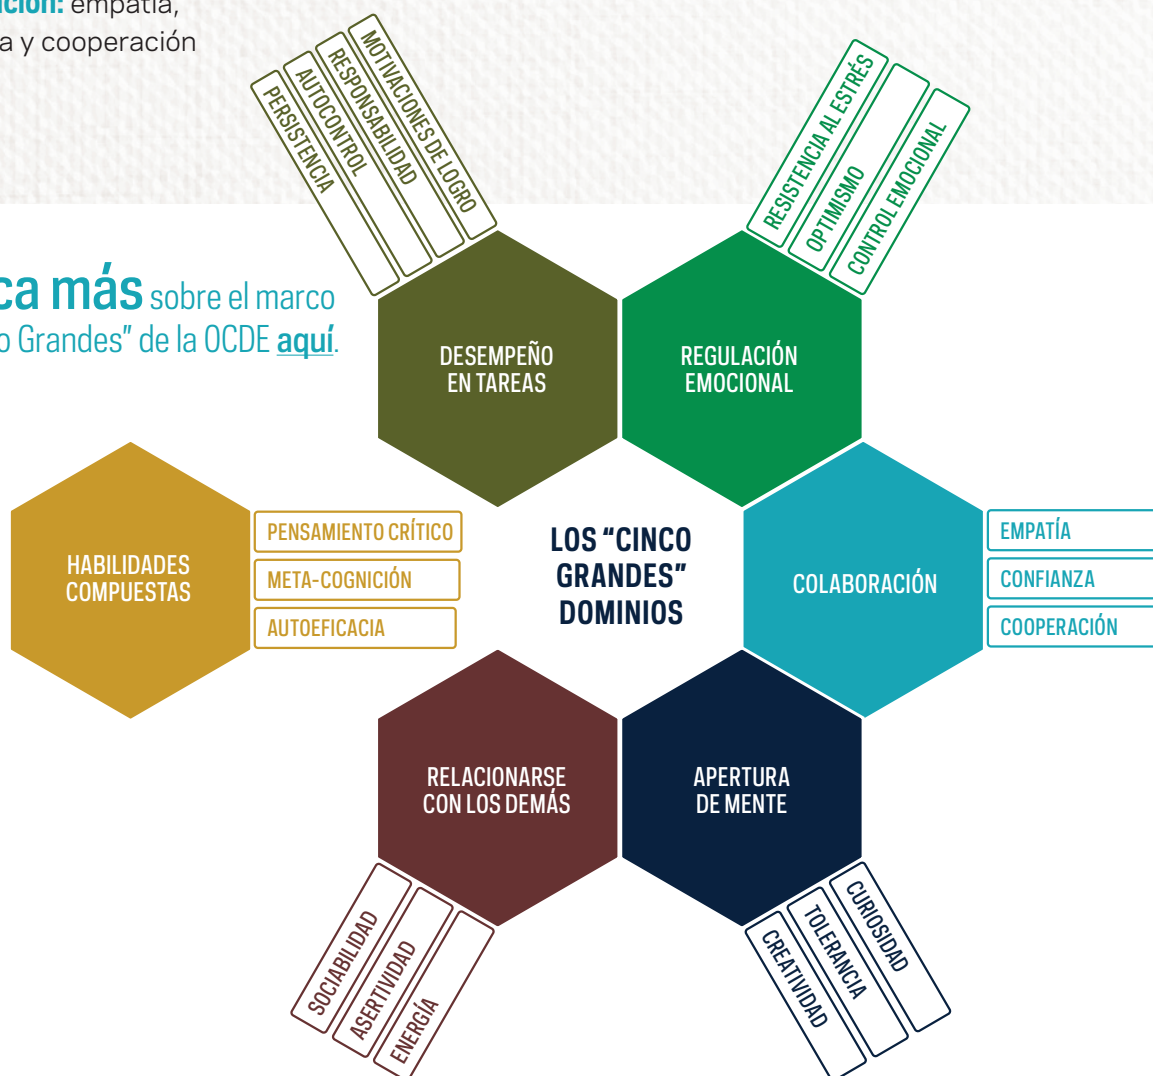 ción: empatía,
a y cooperación
ca más sobre el marco
o Grandes” de la OCDE aquí.
PERSISTENCIA
AUTOCONTROL
RESPONSABILIDAD
MOTIVACIONES DE LOGRO
RESISTENCIA AL ESTRÉS
OPTIMISMO
CONTROL EMOCIONAL
DESEMPEÑO
EN TAREAS
REGULACIÓN
EMOCIONAL
HABILIDADES
COMPUESTAS
PENSAMIENTO CRÍTICO
META-COGNICIÓN
AUTOEFICACIA
LOS “CINCO
GRANDES”
DOMINIOS
COLABORACIÓN
EMPATÍA
CONFIANZA
COOPERACIÓN
RELACIONARSE
CON LOS DEMÁS
APERTURA
DE MENTE
SOCIABILIDAD
ASERTIVIDAD
ENERGÍA
CREATIVIDAD
TOLERANCIA
CURIOSIDAD